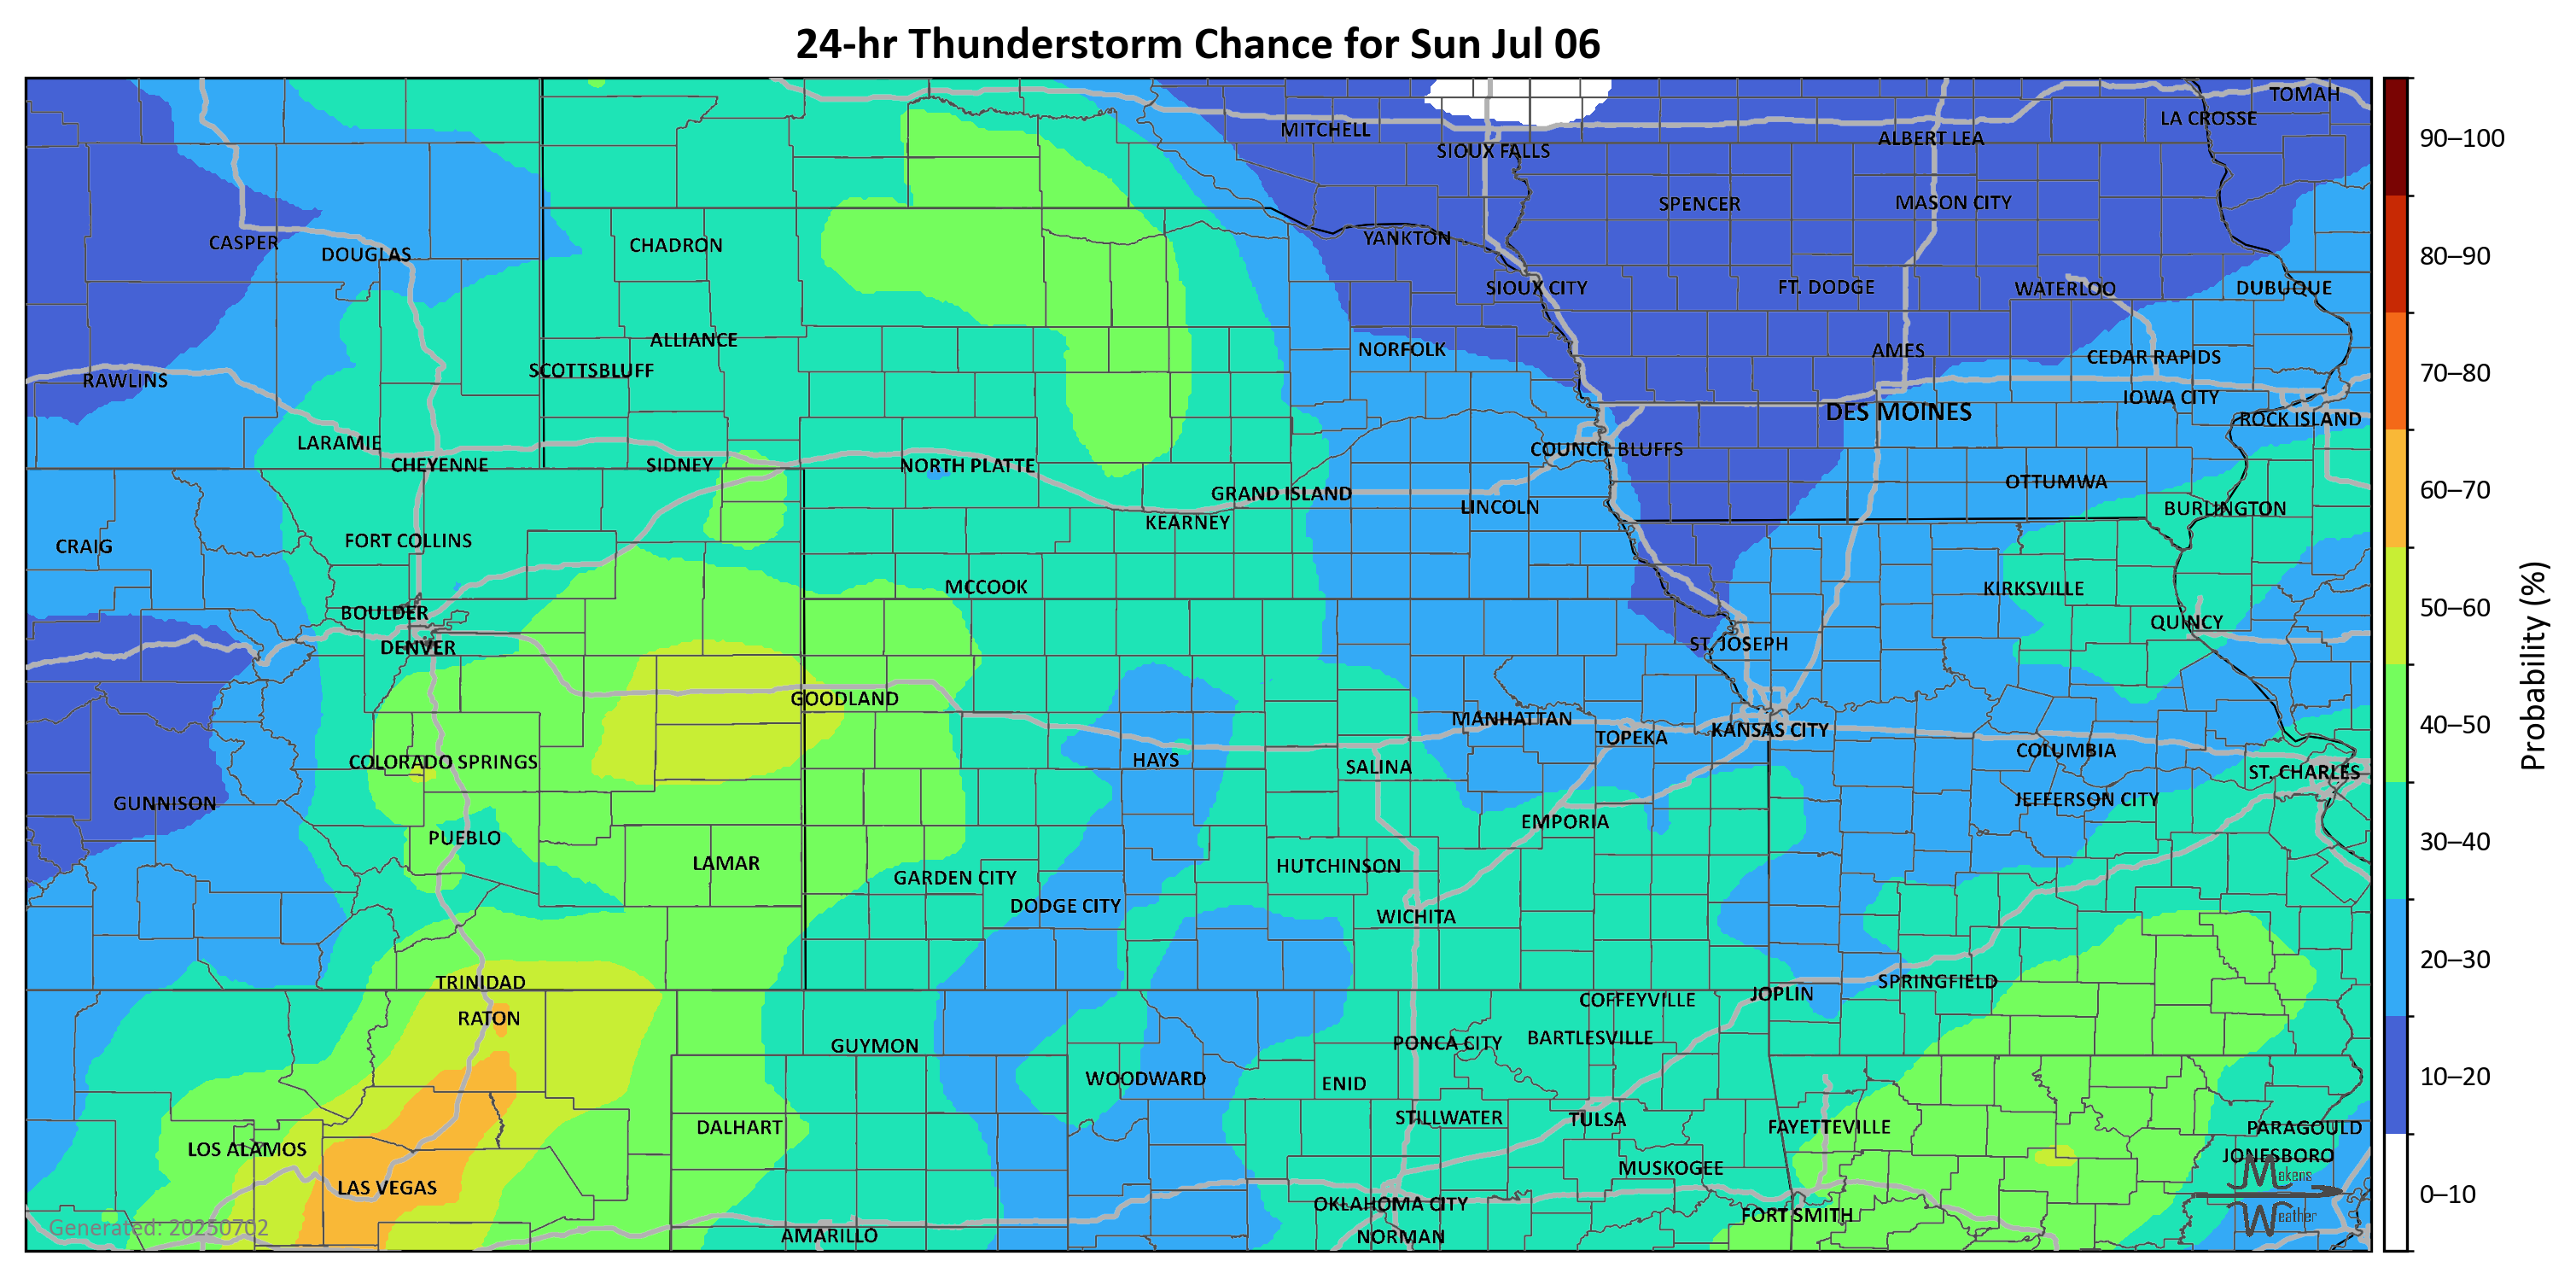 24-hr Thunderstorm Chance for Sun Jul 06
TOMAH
LA CROSSE
MITCHELL
ALBERT LEA
SIOUX FALLS
SPENCER
MASON CITY
CASPER
DOUGLAS
CHADRON
YANKTON
SIOUX CITY
FT. DODGE
WATERLOO
DUBUQUE
ALLIANCE
NORFOLK
AMES
CEDAR RAPIDS
RAWLINS
SCOTTSBLUFF
IOWA CITY
DES MOINES
ROCK ISLAND
LARAMIE
COUNCIL BLUFFS
CHEYENNE
SIDNEY
NORTH PLATTE
OTTUMWA
GRAND ISLAND
LINCOLN
BURLINGTON
KEARNEY
CRAIG
FORT COLLINS
MCCOOK
KIRKSVILLE
BOULDER
QUINCY
DENVER
ST. JOSEPH
GOODLAND
MANHATTAN
TOPEKA
KANSAS CITY
COLUMBIA
COLORADO SPRINGS
HAYS
SALINA
ST. CHARLES
GUNNISON
JEFFERSON CITY
EMPORIA
PUEBLO
LAMAR
HUTCHINSON
GARDEN CITY
DODGE CITY
WICHITA
TRINIDAD
SPRINGFIELD
JOPLIN
COFFEYVILLE
RATON
GUYMON
PONCA CITY
BARTLESVILLE
WOODWARD
ENID
DALHART
STILLWATER
TULSA
FAYETTEVILLE
PARAGOULD
LOS ALAMOS
JONESBORO
MUSKOGEE
LAS VEGAS
OKLAHOMA CITY
FORT SMITH
AMARILLO
NORMAN
Generated: 20250702
Makens
Weather
90–100
80–90
70–80
60–70
50–60
40–50
30–40
20–30
10–20
0–10
Probability (%)